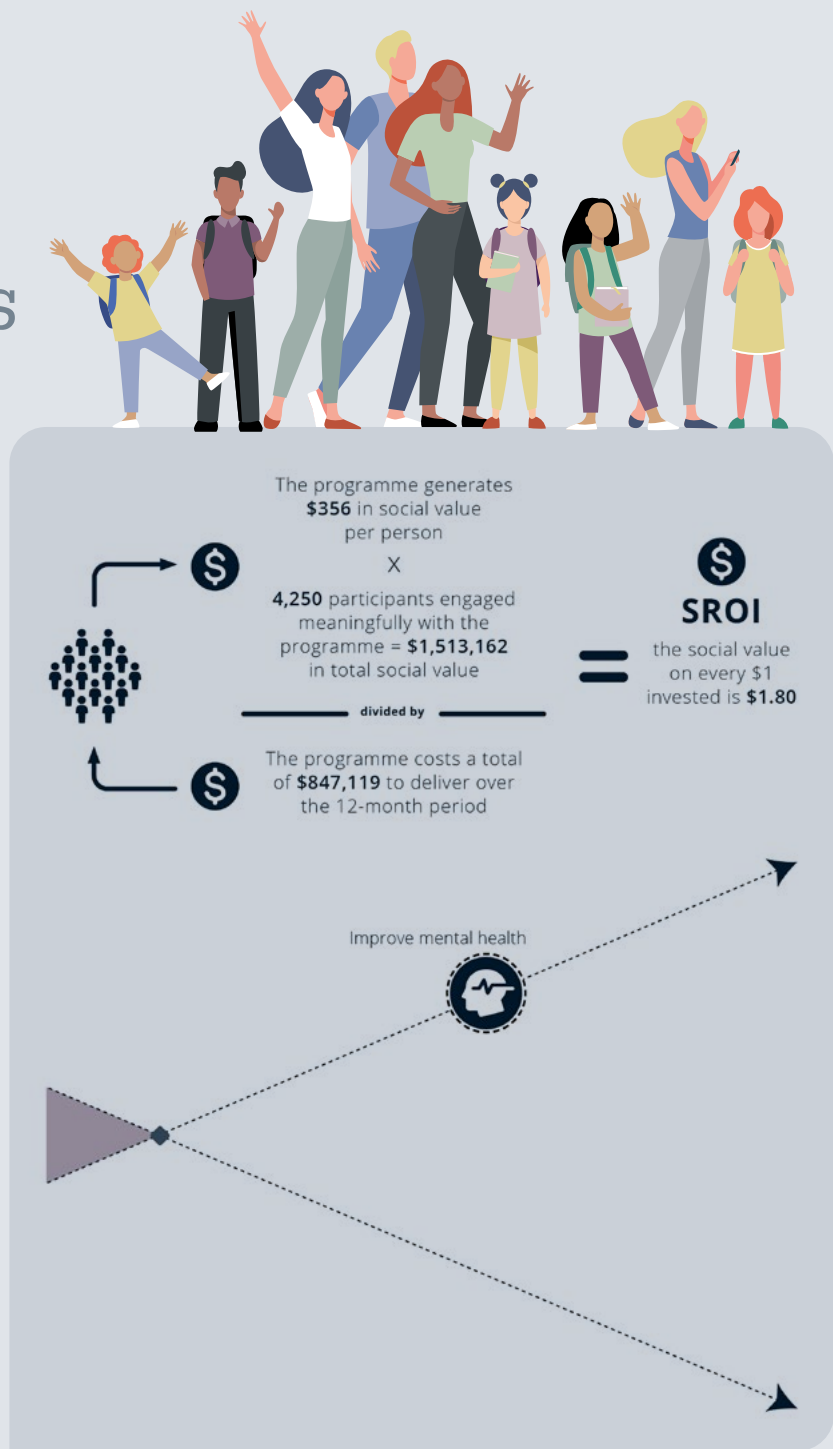 s
The programme generates
$356 in social value
per person
X
4,250 participants engaged
meaningfully with the
programme = $1,513,162
in total social value
divided by
The programme costs a total
of $847,119 to deliver over
the 12-month period
$
SROI
the social value
on every $1
invested is $1.80
$
$
Improve mental health